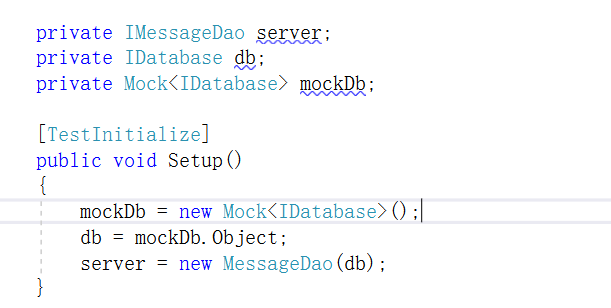 private IMessageDao server;
private IDatabase db;
private Mock<IDatabase> mockDb;
[TestInitialize]
public void Setup()
{
mockDb = new Mock<IDatabase>();
db = mockDb.Object;
server = new MessageDao(db);
}